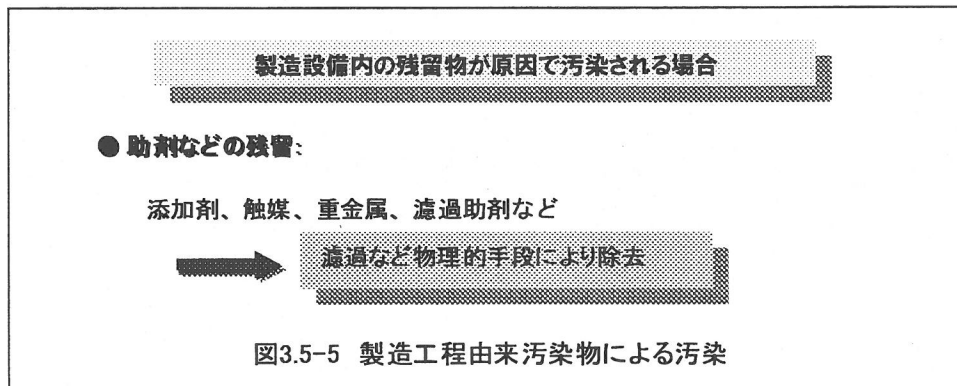 製造設備内の残留物が原因で汚染される場合
● 助剤などの残留:
添加剤、触媒、重金属、濾過助剤など
濾過など物理的手段により除去
図3.5-5 製造工程由来汚染物による汚染